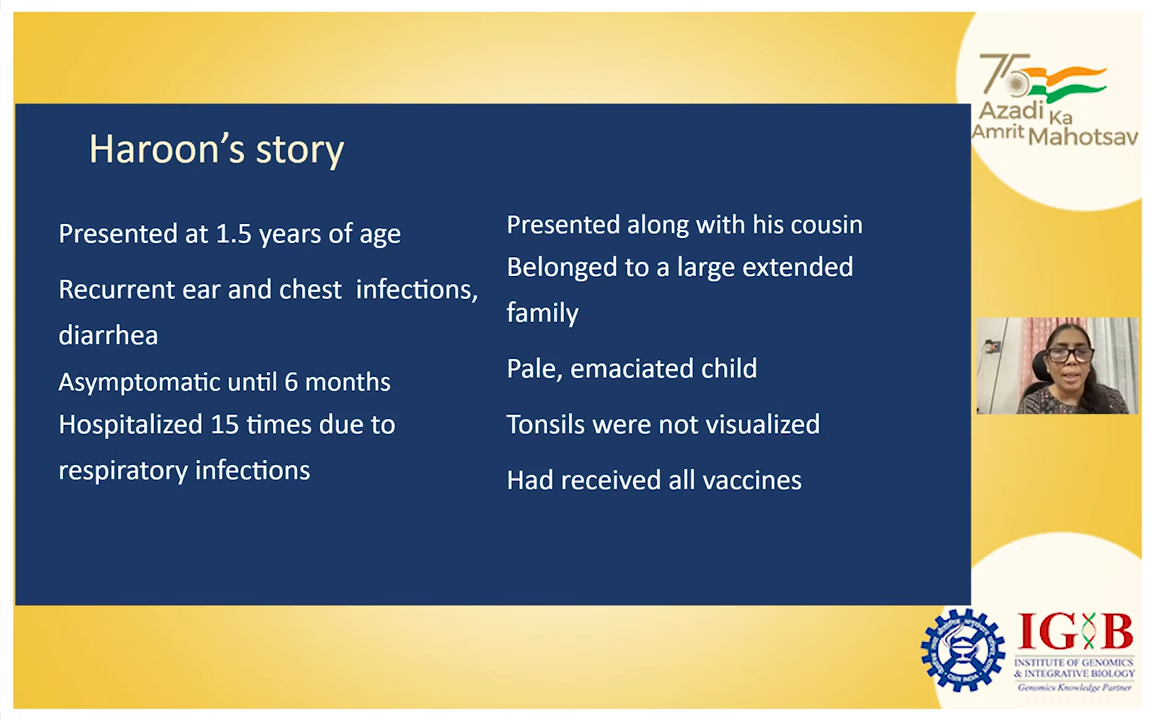 Haroon's story
Presented at 1.5 years of age
Recurrent ear and chest infections,
diarrhea
Asymptomatic until 6 months
Hospitalized 15 times due to
respiratory infections
Presented along with his cousin
Belonged to a large extended
family
Pale, emaciated child
Tonsils were not visualized
Had received all vaccines
75
Azadi Ka
Amrit Mahotsav
IGIB
INSTITUTE OF GENOMICS
& INTEGRATIVE BIOLOGY
Genomics Knowledge Partner